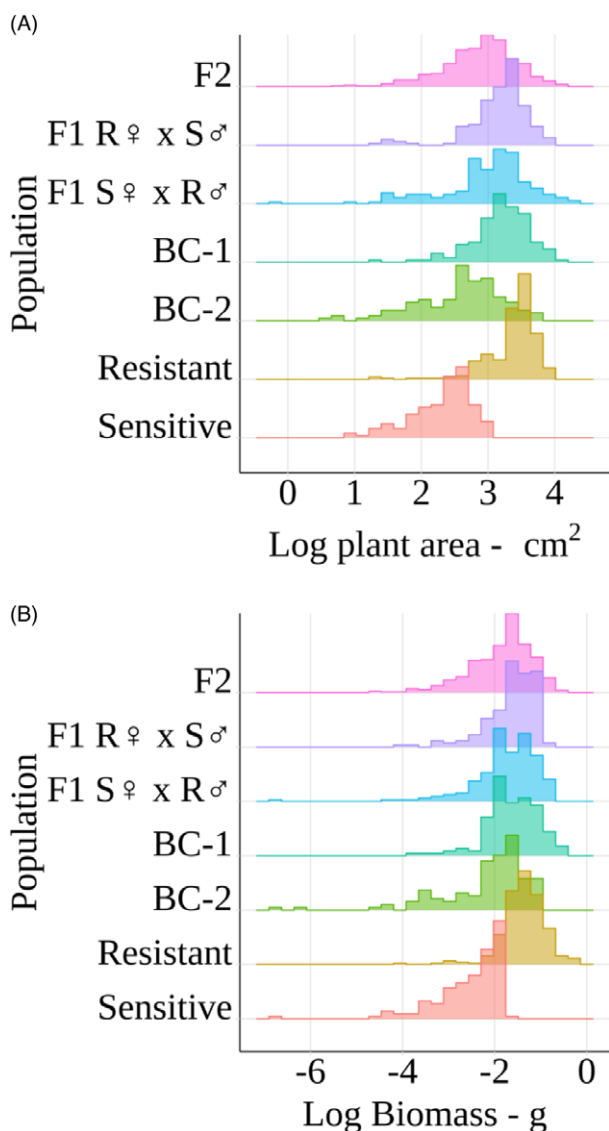 (A)
F2
F1 R♀ x S♂
F1 S♀ x R♂
BC-1
BC-2
Resistant
Sensitive
Population
0 1 2 3 4
Log plant area - cm²
(B)
F2
F1 R♀ x S♂
F1 S♀ x R♂
BC-1
BC-2
Resistant
Sensitive
Population
-6 -4 -2 0
Log Biomass - g